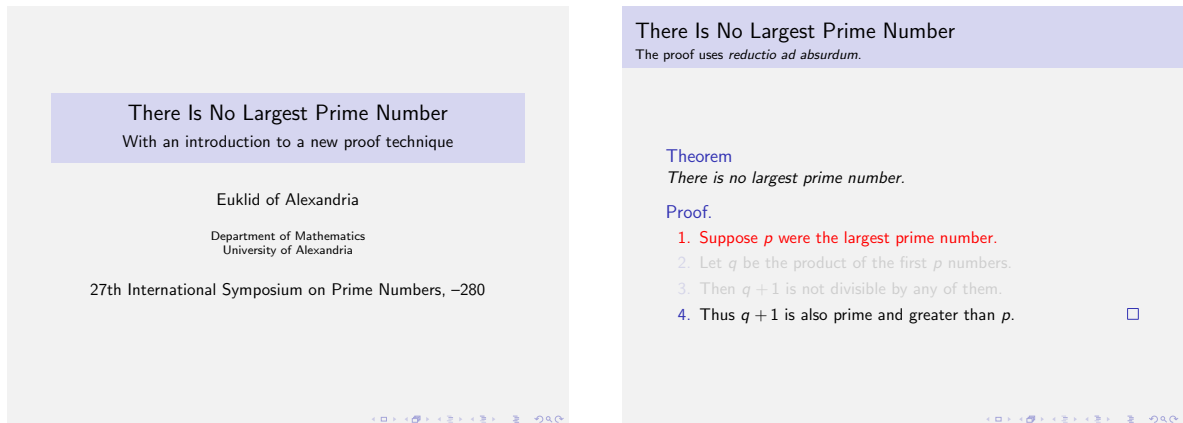 There Is No Largest Prime Number
With an introduction to a new proof technique
Euklid of Alexandria
Department of Mathematics
University of Alexandria
27th International Symposium on Prime Numbers, –280
There Is No Largest Prime Number
The proof uses reductio ad absurdum.
Theorem
There is no largest prime number.
Proof.
1. Suppose p were the largest prime number.
2. Let q be the product of the first p numbers.
3. Then q + 1 is not divisible by any of them.
4. Thus q + 1 is also prime and greater than p.